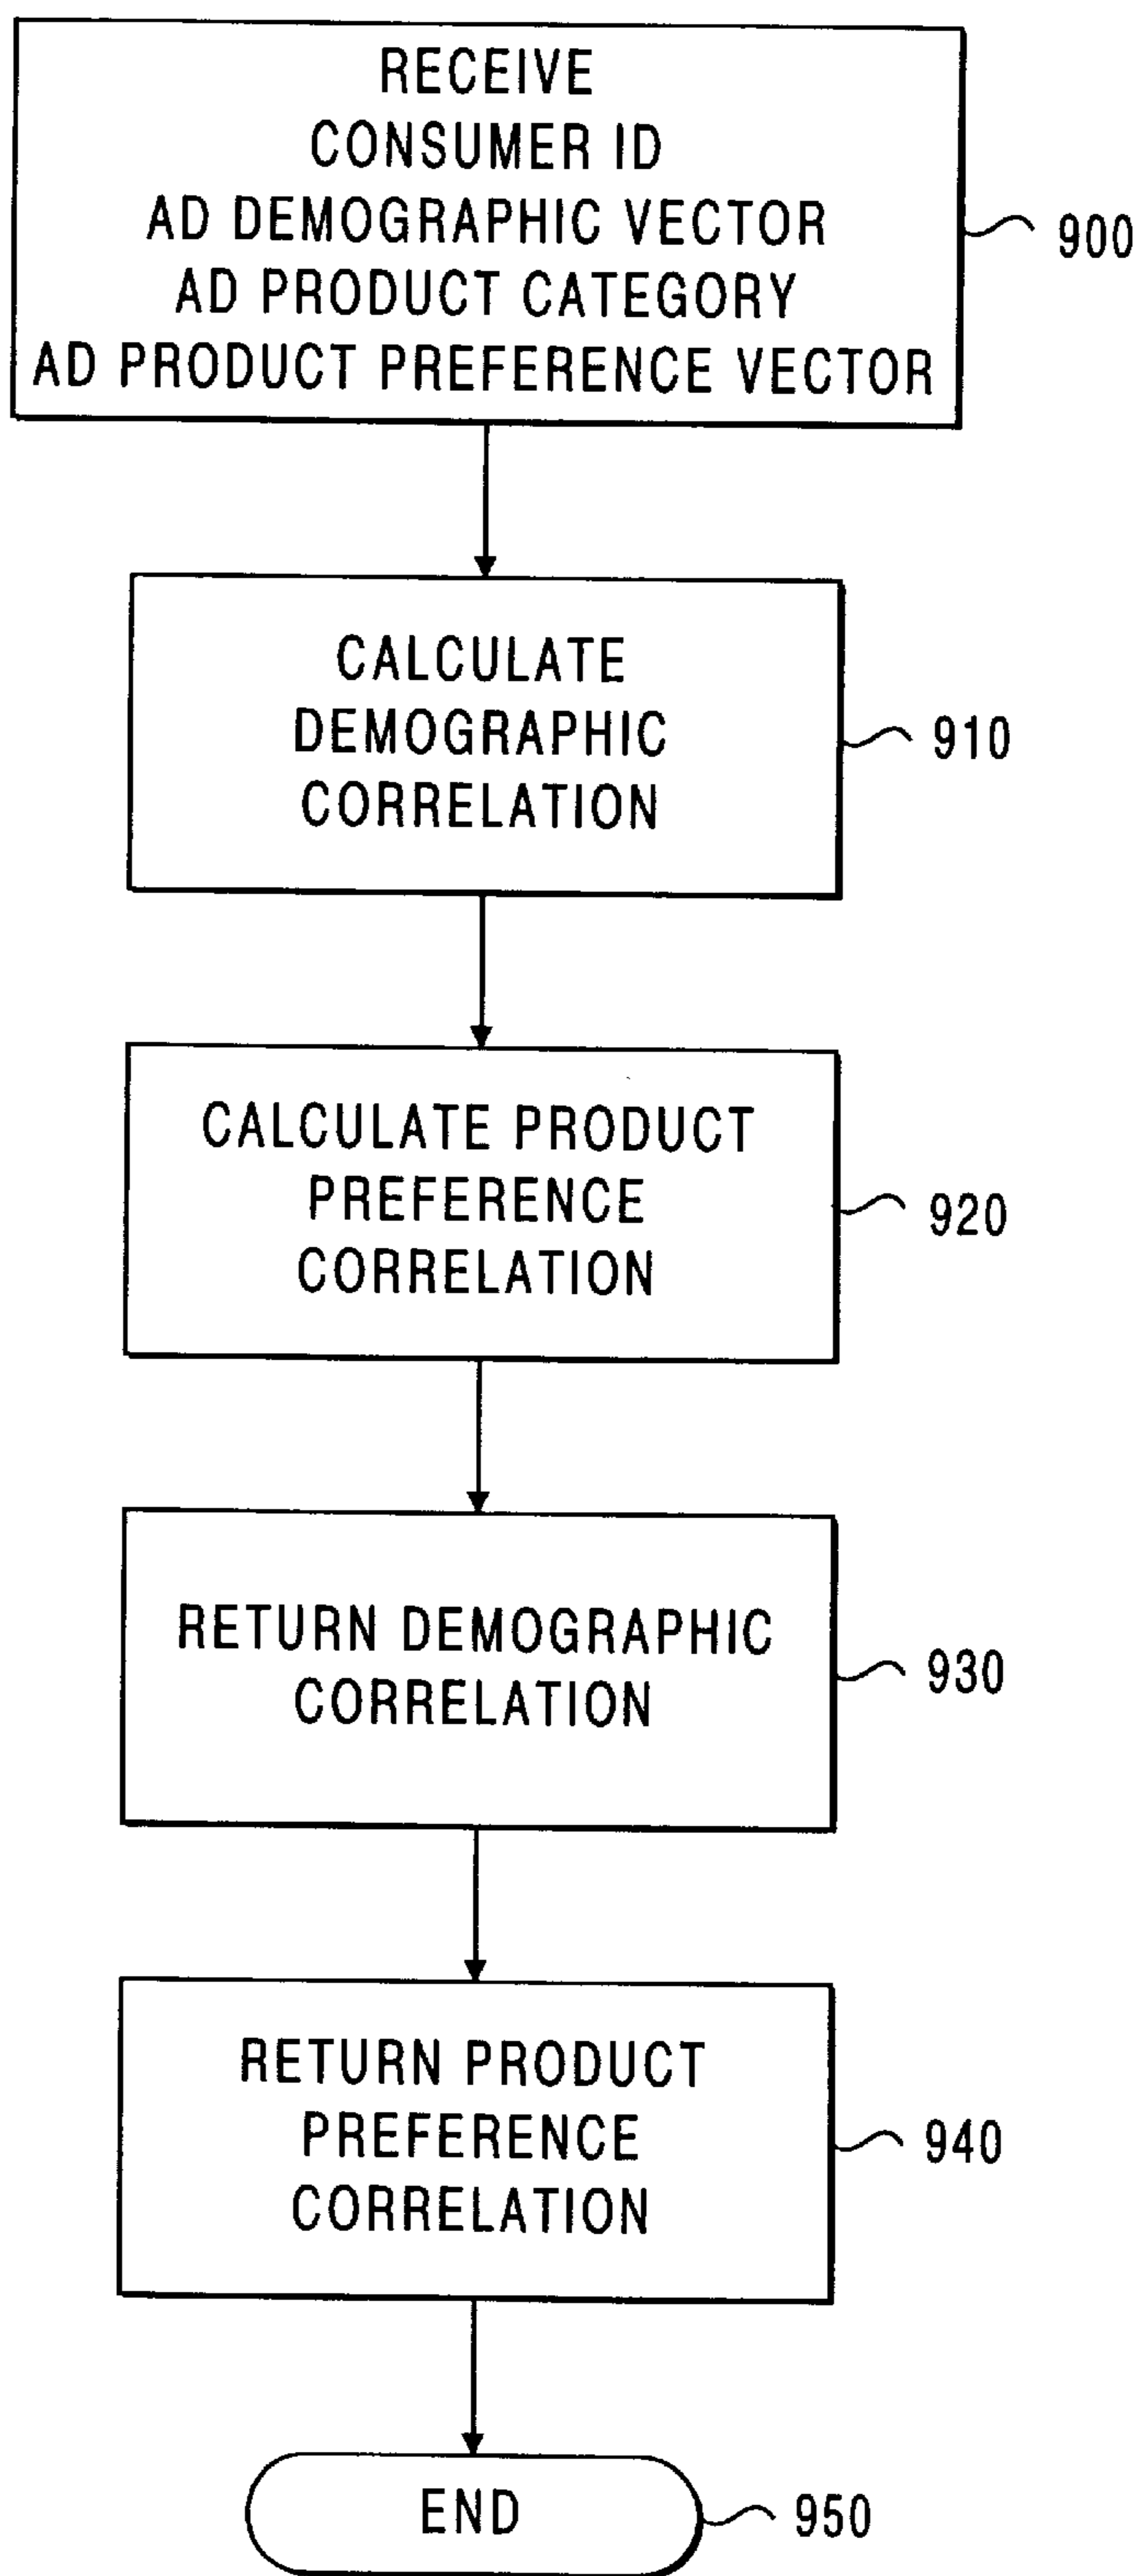 RECEIVE
CONSUMER ID
AD DEMOGRAPHIC VECTOR
AD PRODUCT CATEGORY
AD PRODUCT PREFERENCE VECTOR
900
CALCULATE
DEMOGRAPHIC
CORRELATION
910
CALCULATE PRODUCT
PREFERENCE
CORRELATION
920
RETURN DEMOGRAPHIC
CORRELATION
930
RETURN PRODUCT
PREFERENCE
CORRELATION
940
END
950